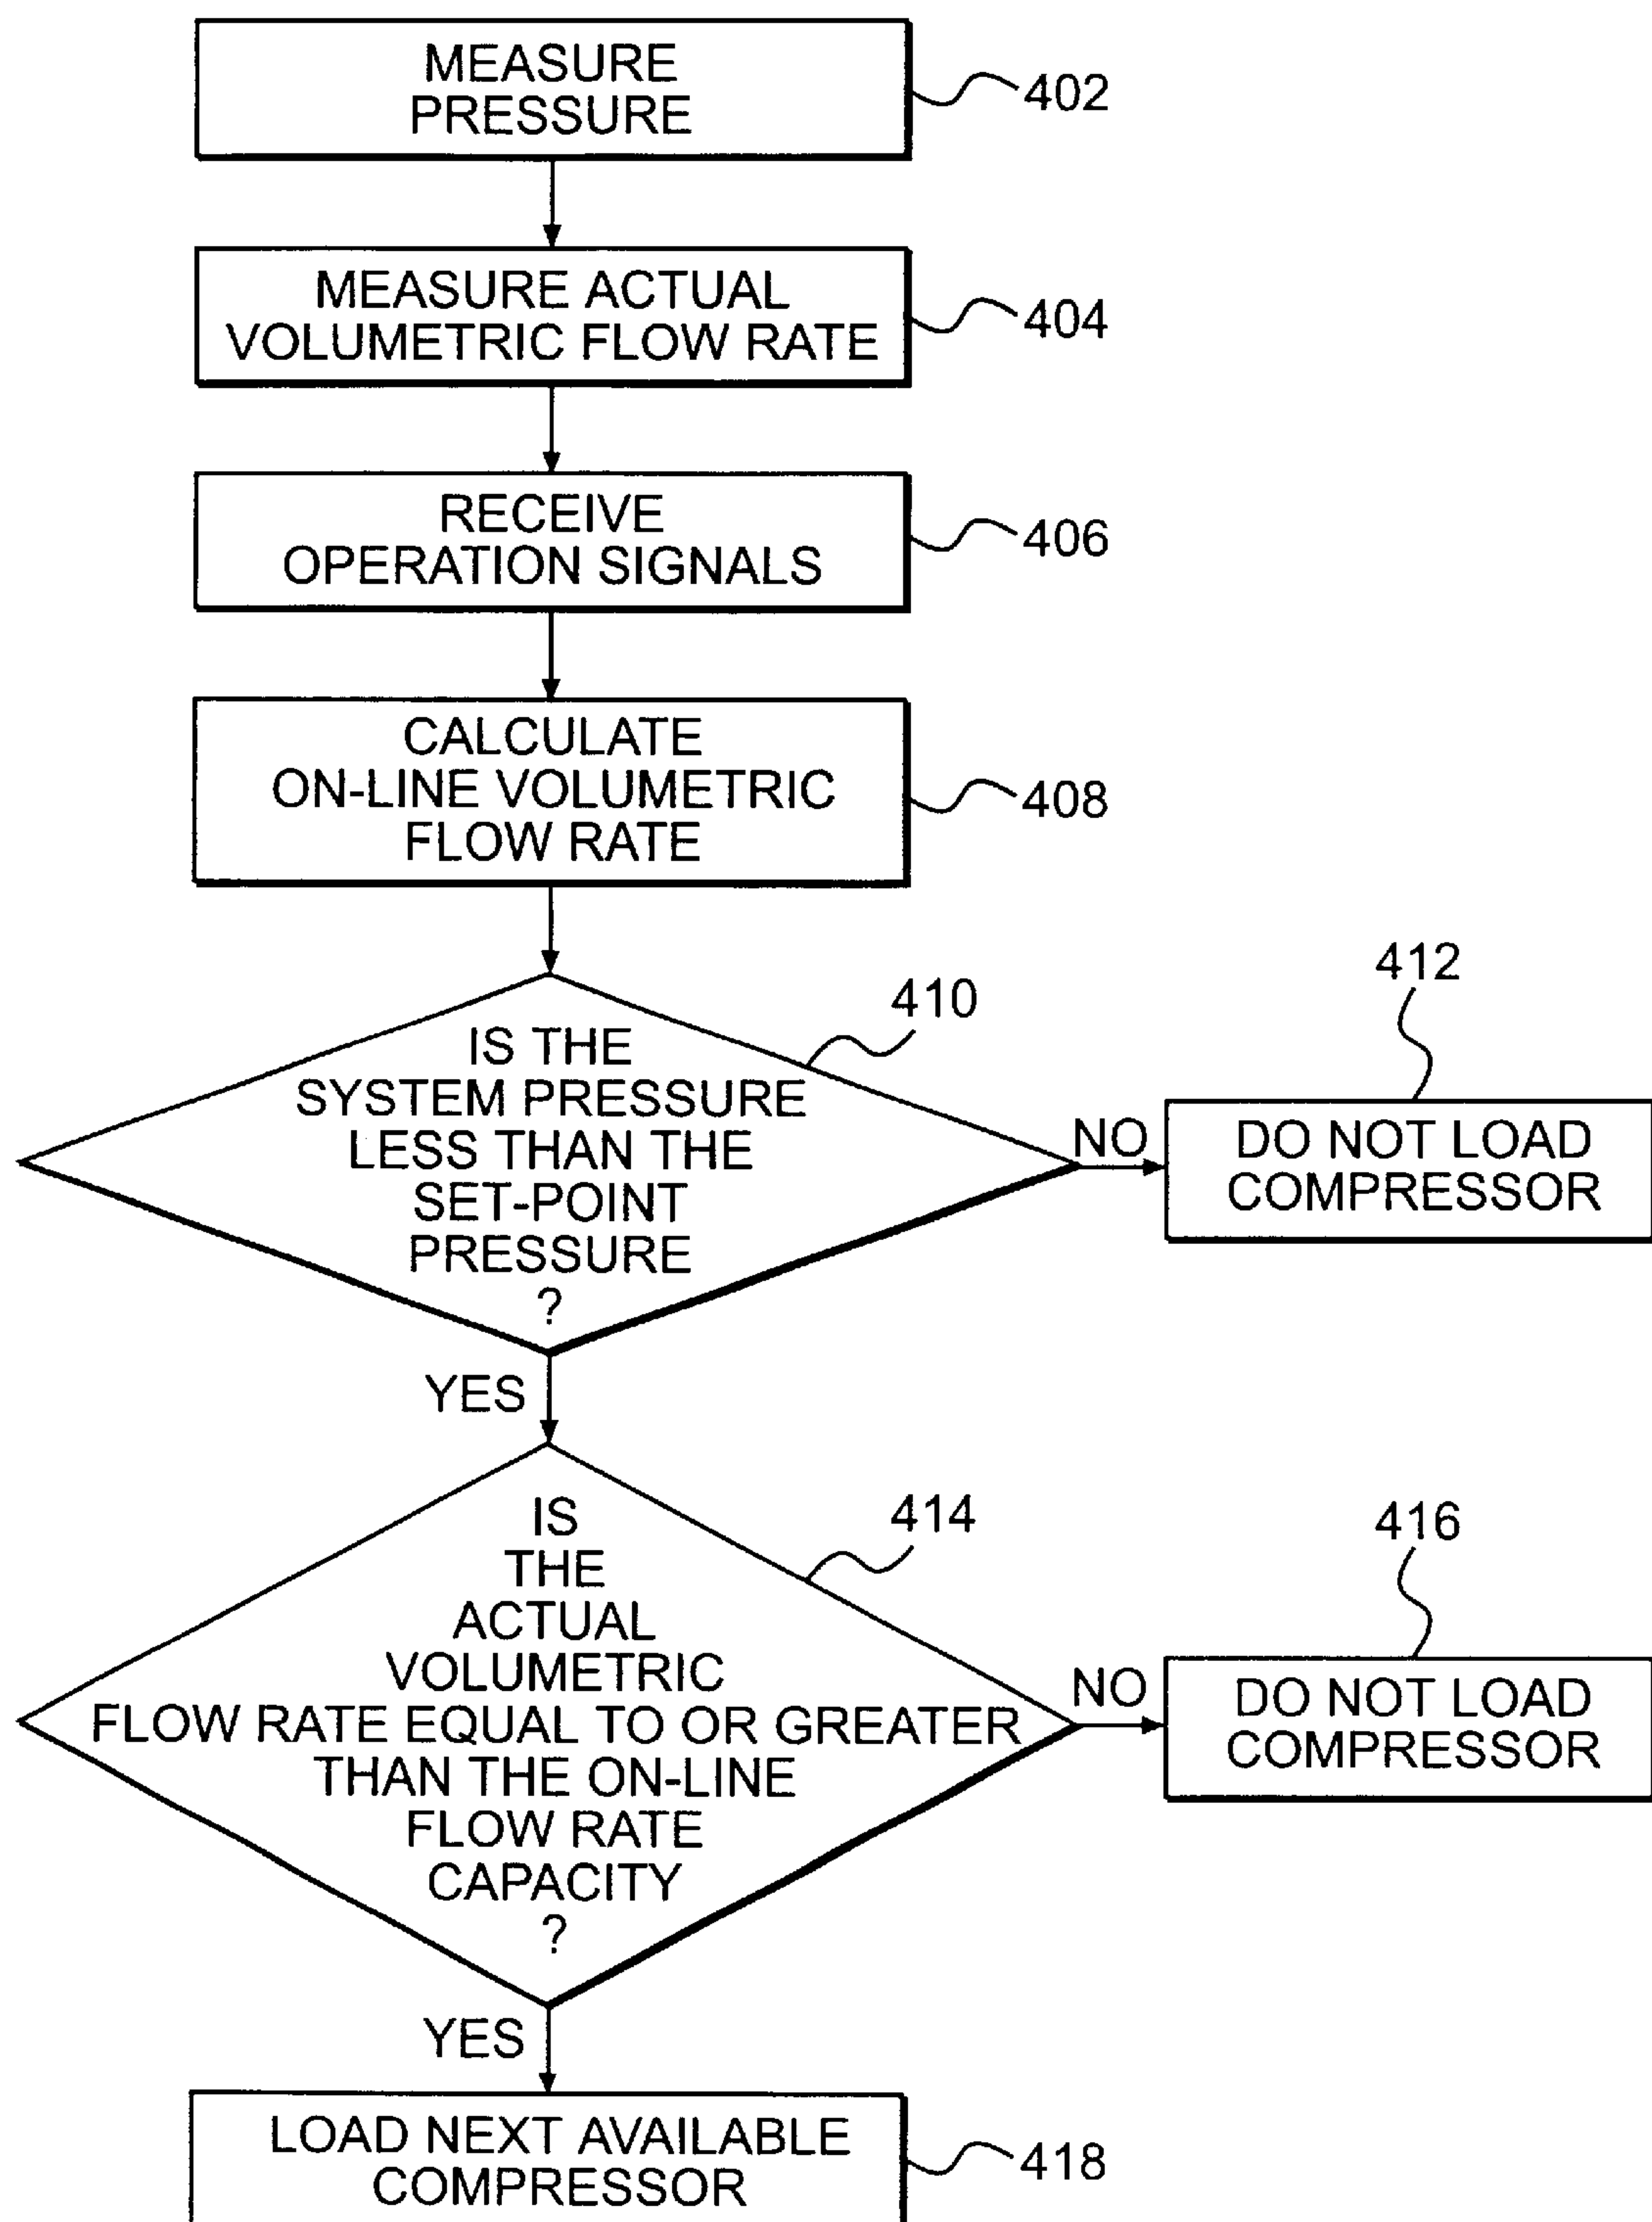 MEASURE
PRESSURE
402
MEASURE ACTUAL
VOLUMETRIC FLOW RATE
404
RECEIVE
OPERATION SIGNALS
406
CALCULATE
ON-LINE VOLUMETRIC
FLOW RATE
408
410
IS THE
SYSTEM PRESSURE
LESS THAN THE
SET-POINT
PRESSURE
?
NO
412
DO NOT LOAD
COMPRESSOR
YES
414
IS
THE
ACTUAL
VOLUMETRIC
FLOW RATE EQUAL TO OR GREATER
THAN THE ON-LINE
FLOW RATE
CAPACITY
?
NO
416
DO NOT LOAD
COMPRESSOR
YES
LOAD NEXT AVAILABLE
COMPRESSOR
418